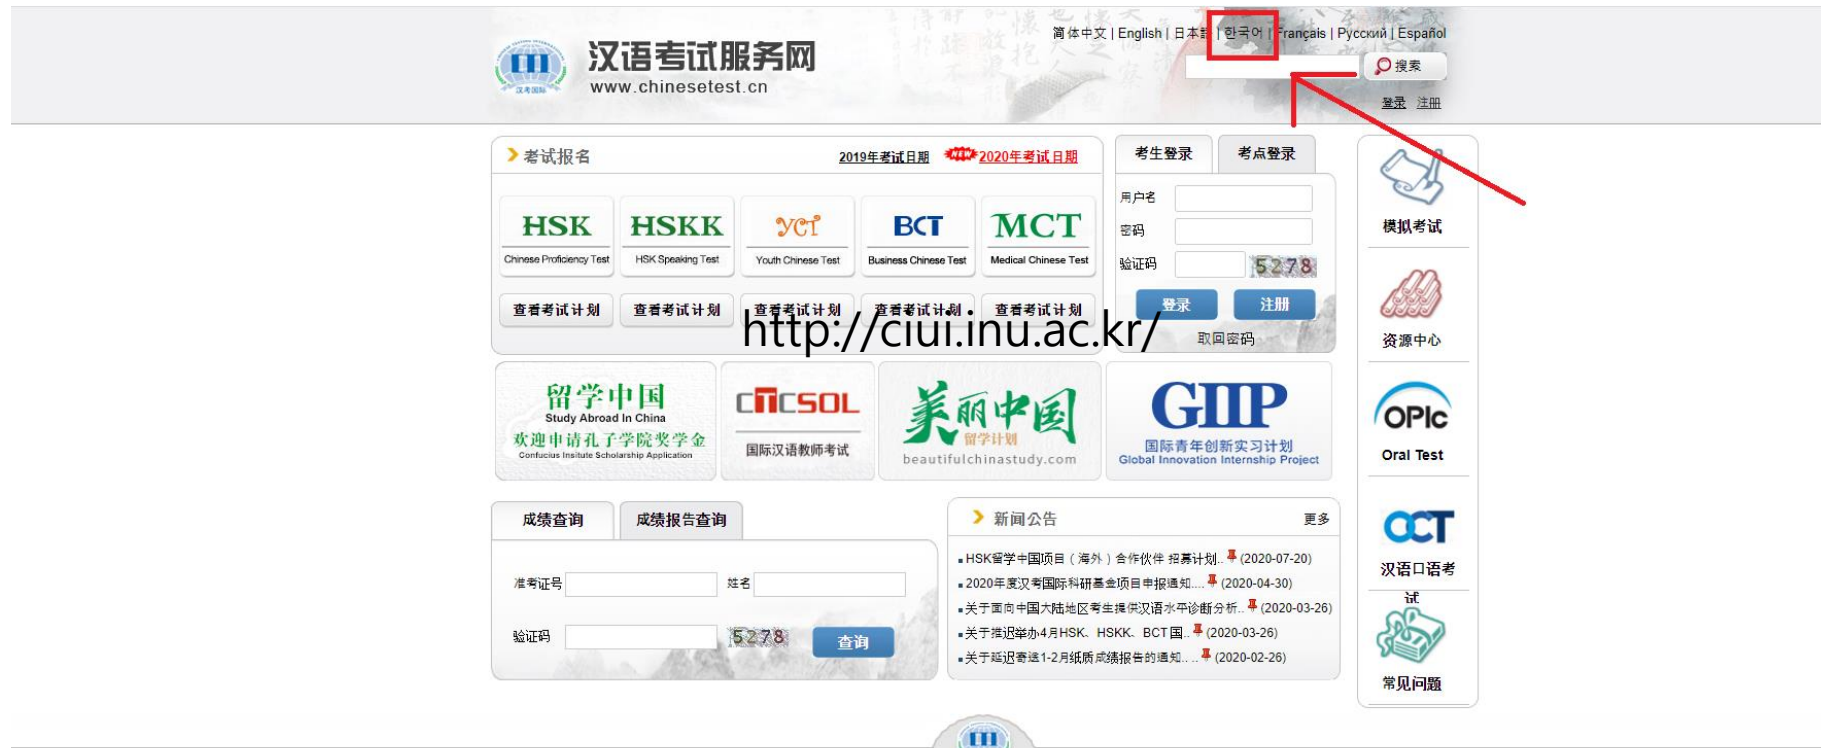 简体中文 | English | 日本語 | 한국어 | Français | Русский | Español
汉语考试服务网
www.chinesetest.cn
汉考国际
搜索
登录 注册
考试报名
2019年考试日期 NEW 2020年考试日期
HSK HSKK YCT BCT MCT
Chinese Proficiency Test HSK Speaking Test Youth Chinese Test Business Chinese Test Medical Chinese Test
查看考试计划 查看考试计划 查看考试计划 查看考试计划 查看考试计划
http://ciui.inu.ac.kr/
考生登录 考点登录
用户名
密码
验证码 5278
登录 注册
取回密码
模拟考试
资源中心
OPIc
Oral Test
OCT
汉语口语考
试
常见问题
留学中国
Study Abroad In China
欢迎申请孔子学院奖学金
Confucius Insitute Scholarship Application
CTCSOL
国际汉语教师考试
美丽中国
留学计划
beautifulchinastudy.com
GIIP
国际青年创新实习计划
Global Innovation Internship Project
成绩查询 成绩报告查询
准考证号 姓名
验证码 5278 查询
新闻公告 更多
HSK留学中国项目（海外）合作伙伴 招募计划.. (2020-07-20)
2020年度汉考国际科研基金项目申报通知.... (2020-04-30)
关于面向中国大陆地区考生提供汉语水平诊断分析.. (2020-03-26)
关于推迟举办4月HSK、HSKK、BCT国.. (2020-03-26)
关于延迟寄送1-2月纸质成绩报告的通知.. .. (2020-02-26)